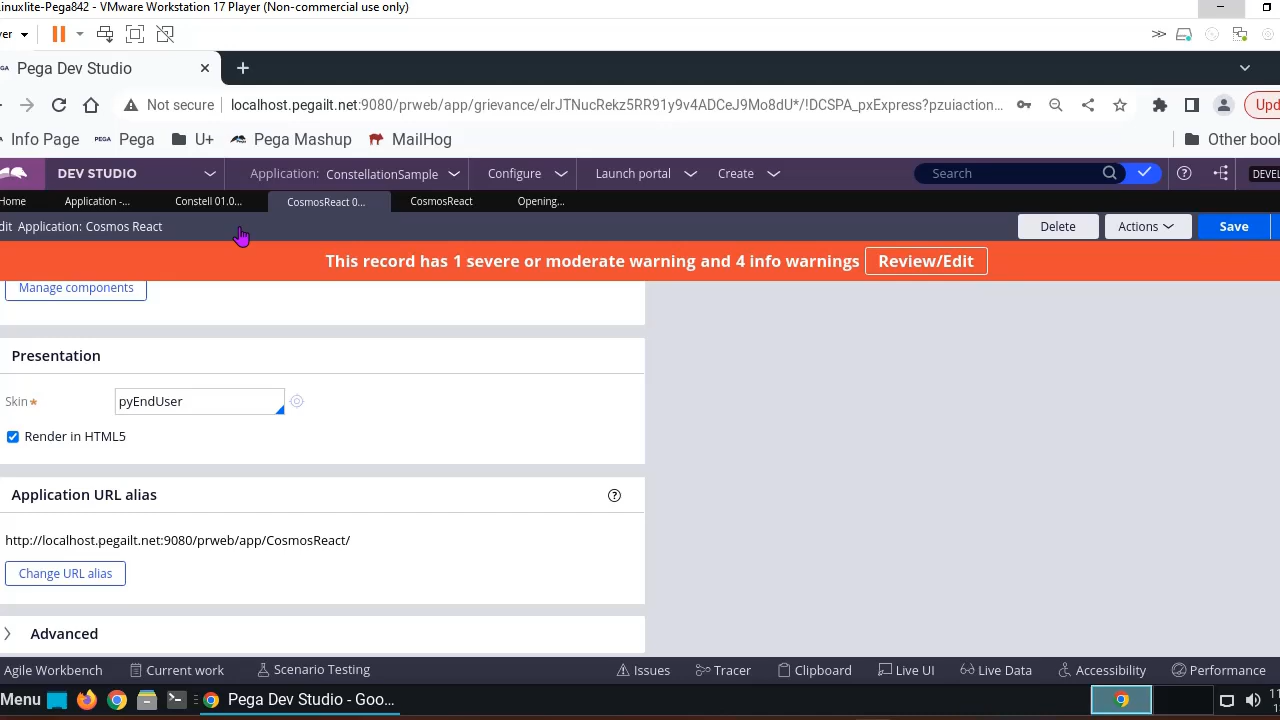 inuxlite-Pega842 - VMware Workstation 17 Player (Non-commercial use only)
yer
Pega Dev Studio
Not secure localhost.pegailt.net:9080/prweb/app/grievance/elrJTNucRekz5RR91y9v4ADCeJ9Mo8dU*/!DCSPA_pxExpress?pzuiaction... Upd
Info Page PEGA Pega U+ Pega Mashup MailHog Other book
DEV STUDIO Application: ConstellationSample Configure Launch portal Create Search DEVEL
Home Application -... Constell 01.0... CosmosReact 0... CosmosReact Opening...
dit Application: Cosmos React Delete Actions Save
This record has 1 severe or moderate warning and 4 info warnings Review/Edit
Manage components
Presentation
Skin★ pyEndUser
Render in HTML5
Application URL alias ?
http://localhost.pegailt.net:9080/prweb/app/CosmosReact/
Change URL alias
Advanced
Agile Workbench Current work Scenario Testing Issues Tracer Clipboard Live UI Live Data Accessibility Performance
Menu Pega Dev Studio - Goo...